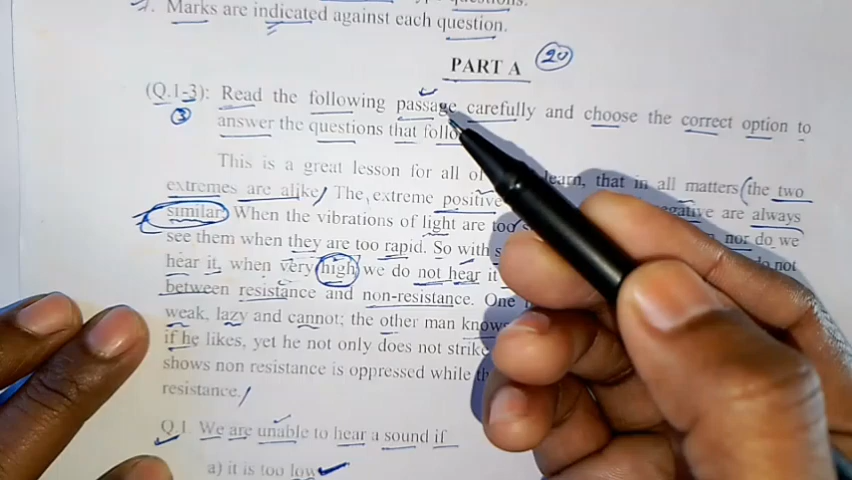 Marks are indicated against each question.
PART A
20
(Q.1-3): Read the following passage carefully and choose the correct option to
3
answer the questions that follo
This is a great lesson for all of learn, that in all matters the two
extremes are alike. The extreme positive negative are always
similar. When the vibrations of light are too nor do we
see them when they are too rapid. So with s do not
hear it, when very high we do not hear it
between resistance and non-resistance. One
weak, lazy and cannot; the other man knows
if he likes, yet he not only does not strike
shows non resistance is oppressed while th
resistance.
Q.1. We are unable to hear a sound if
a) it is too low